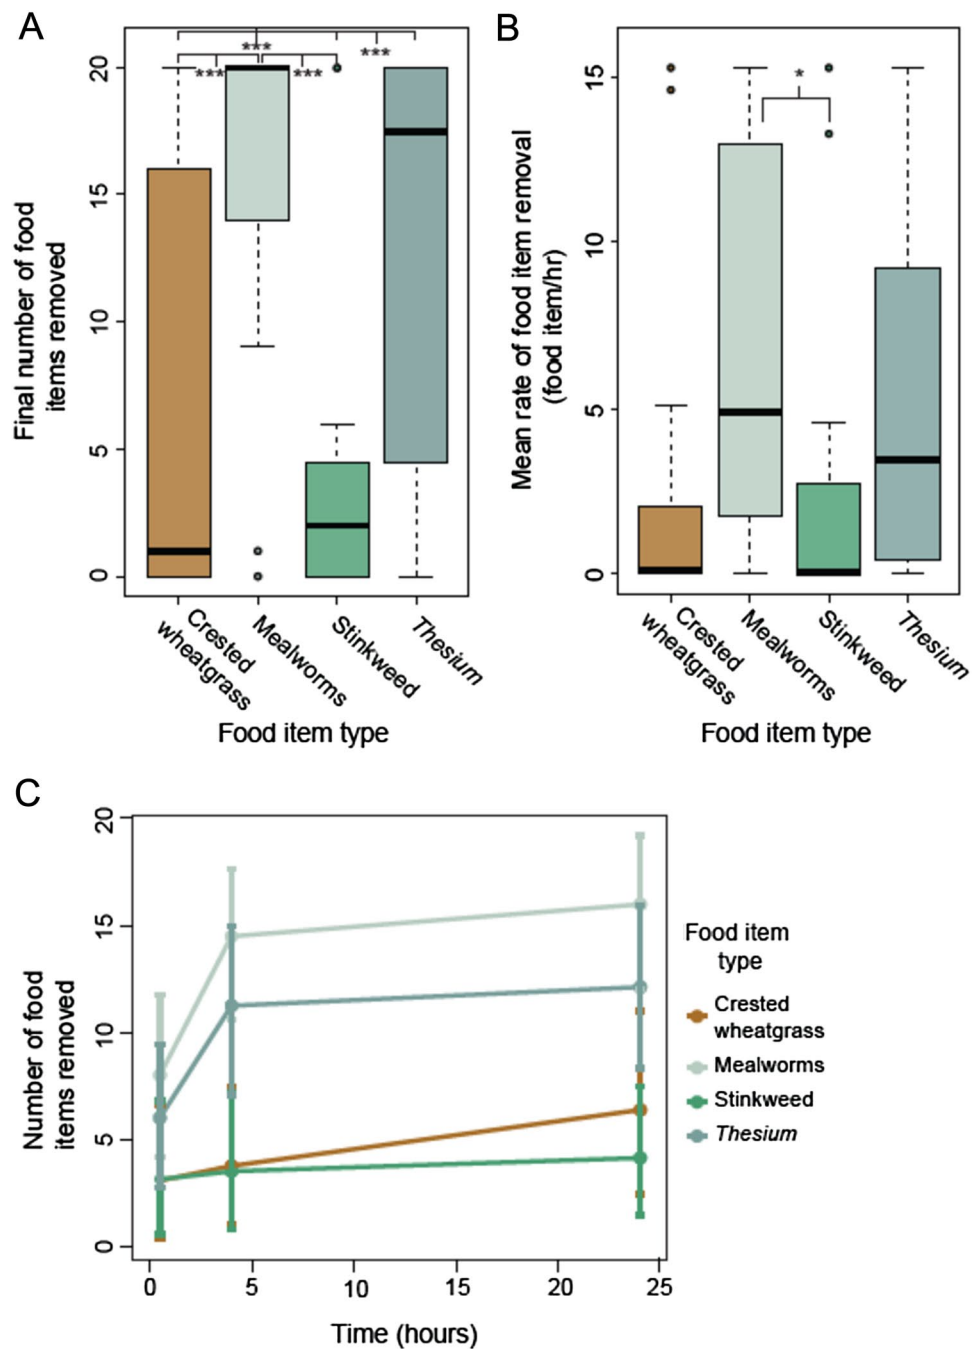 A
B
***
***
***
***
*
20
15
10
5
0
Final number of food
items removed
Crested
wheatgrass
Mealworms
Stinkweed
Thesium
Food item type
15
10
5
0
Mean rate of food item removal
(food item/hr)
Crested
wheatgrass
Mealworms
Stinkweed
Thesium
Food item type
C
20
15
10
5
0
Number of food
items removed
0 5 10 15 20 25
Time (hours)
Food item
type
Crested
wheatgrass
Mealworms
Stinkweed
Thesium